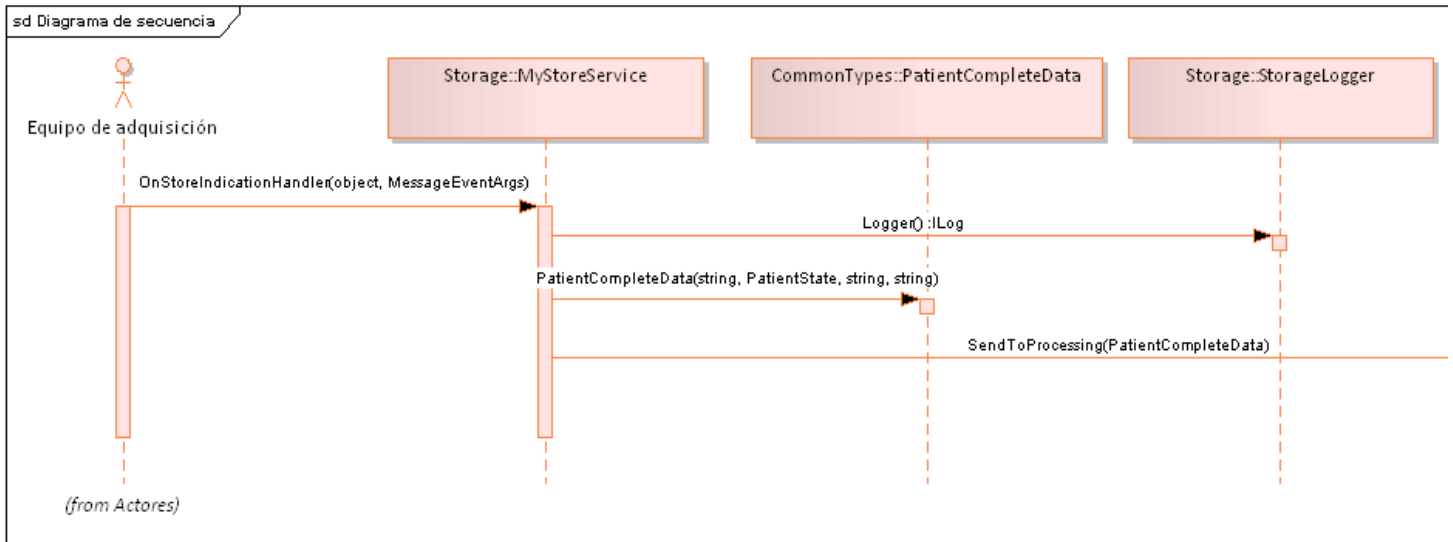 sd Diagrama de secuencia
Storage::MyStoreService
CommonTypes::PatientCompleteData
Storage::StorageLogger
Equipo de adquisición
OnStoreIndicationHandler(object, MessageEventArgs)
Logger() :ILog
PatientCompleteData(string, PatientState, string, string)
SendToProcessing(PatientCompleteData)
(from Actores)